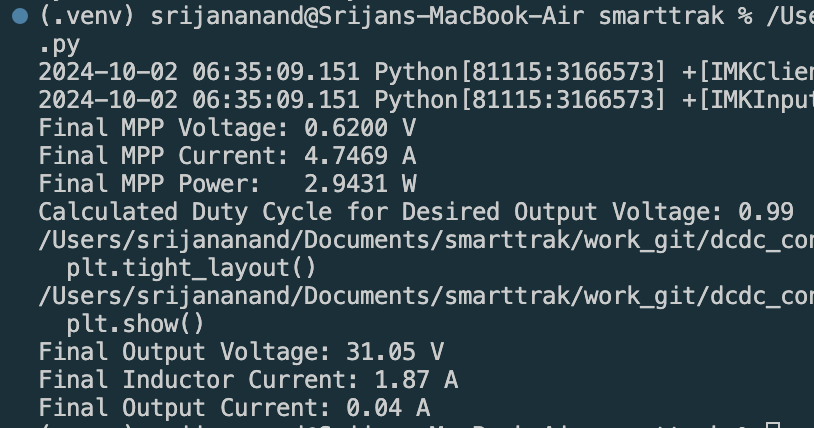 (.venv) srijananand@Srijans-MacBook-Air smarttrak % /Use
.py
2024-10-02 06:35:09.151 Python[81115:3166573] +[IMKClien
2024-10-02 06:35:09.151 Python[81115:3166573] +[IMKInput
Final MPP Voltage: 0.6200 V
Final MPP Current: 4.7469 A
Final MPP Power:   2.9431 W
Calculated Duty Cycle for Desired Output Voltage: 0.99
/Users/srijananand/Documents/smarttrak/work_git/dcdc_con
  plt.tight_layout()
/Users/srijananand/Documents/smarttrak/work_git/dcdc_con
  plt.show()
Final Output Voltage: 31.05 V
Final Inductor Current: 1.87 A
Final Output Current: 0.04 A